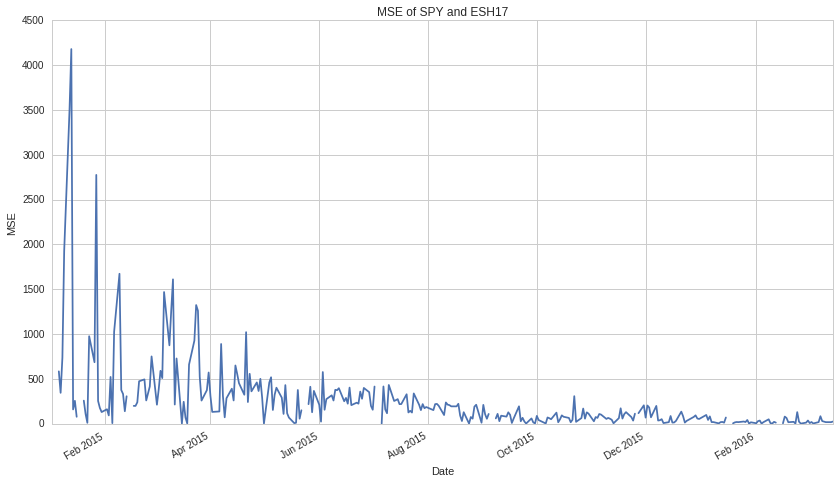 MSE of SPY and ESH17
4500
4000
3500
3000
2500
2000
1500
1000
500
0
MSE
Feb 2015
Apr 2015
Jun 2015
Aug 2015
Oct 2015
Dec 2015
Feb 2016
Date